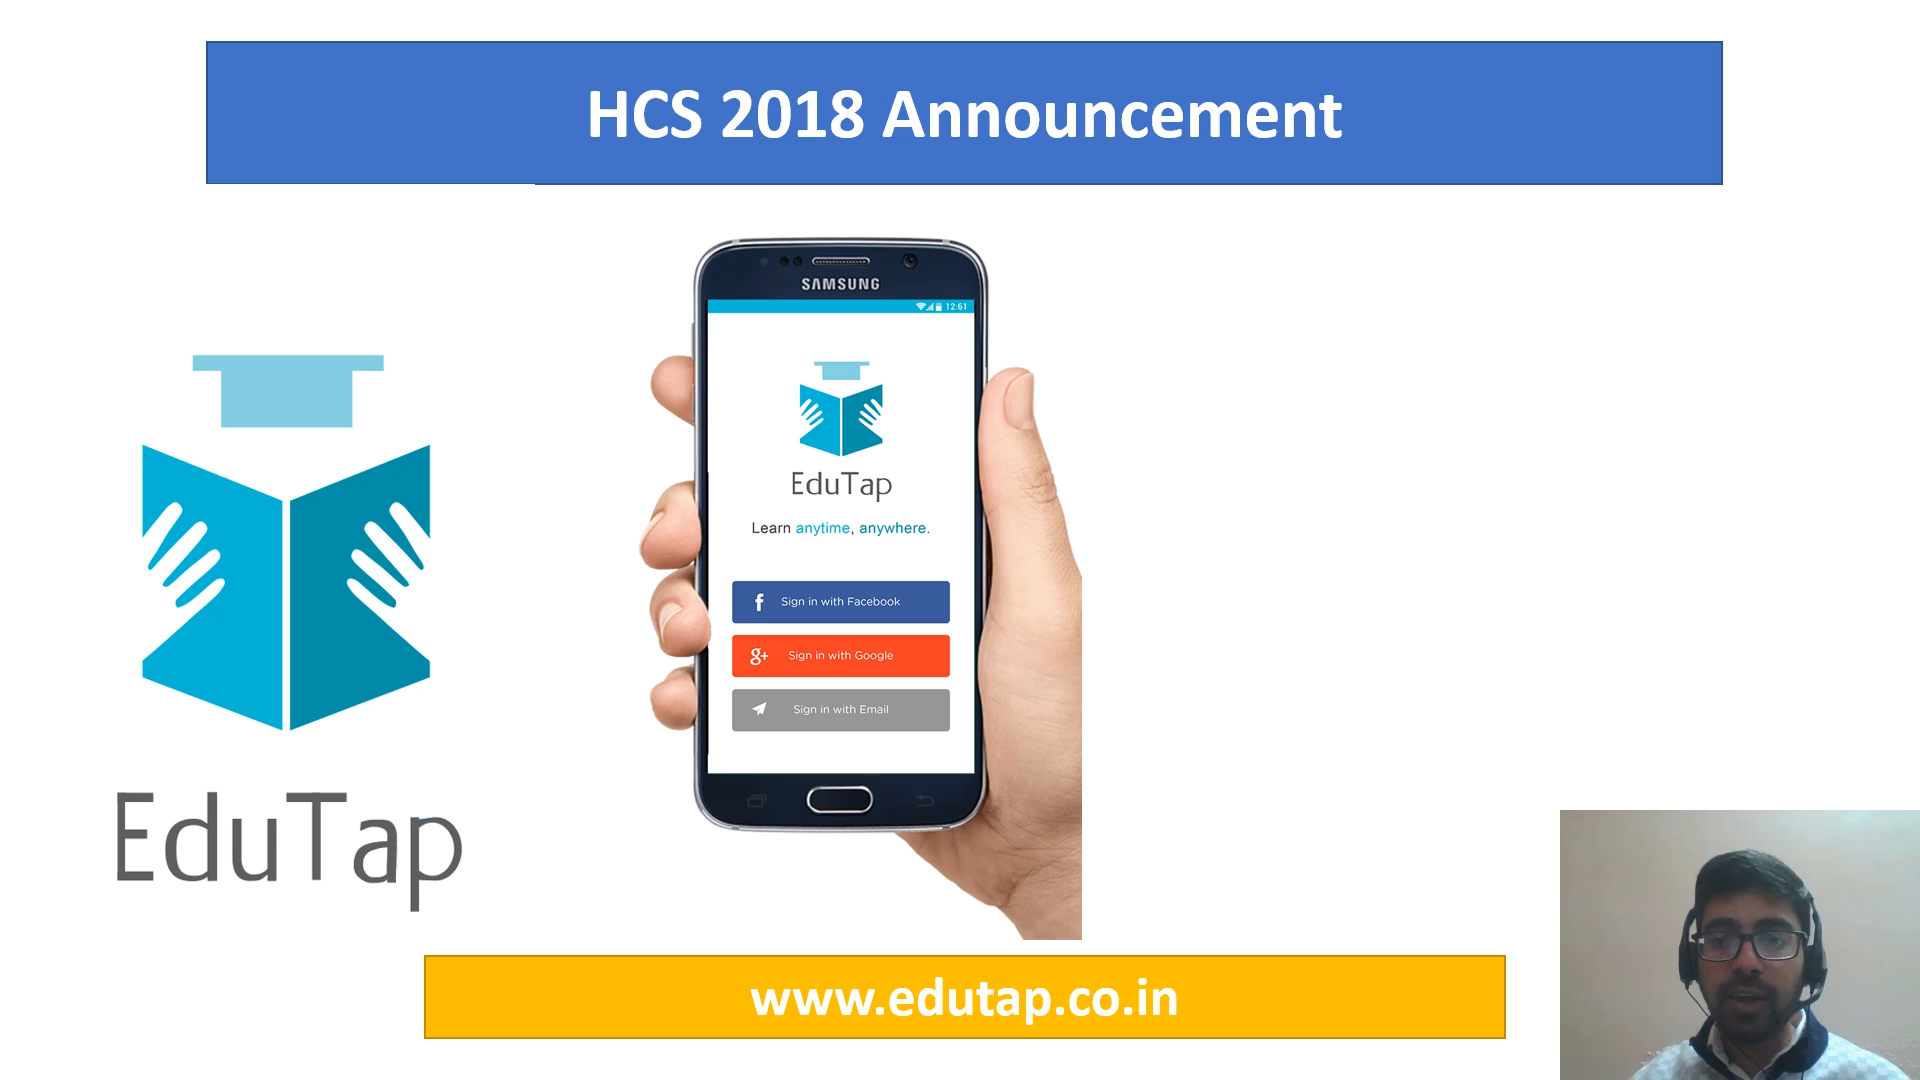 HCS 2018 Announcement
SAMSUNG
12:61
EduTap
Learn anytime, anywhere.
f Sign in with Facebook
g+ Sign in with Google
Sign in with Email
EduTap
www.edutap.co.in